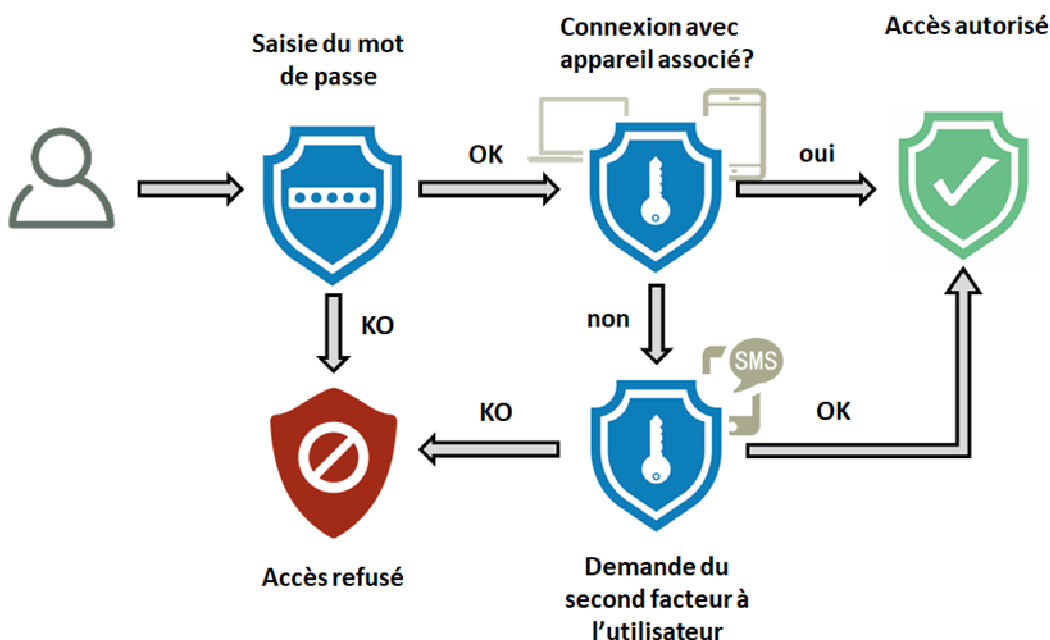 Saisie du mot
de passe
Connexion avec
appareil associé?
Accès autorisé
OK
oui
KO
non
SMS
KO
OK
Accès refusé
Demande du
second facteur à
l'utilisateur